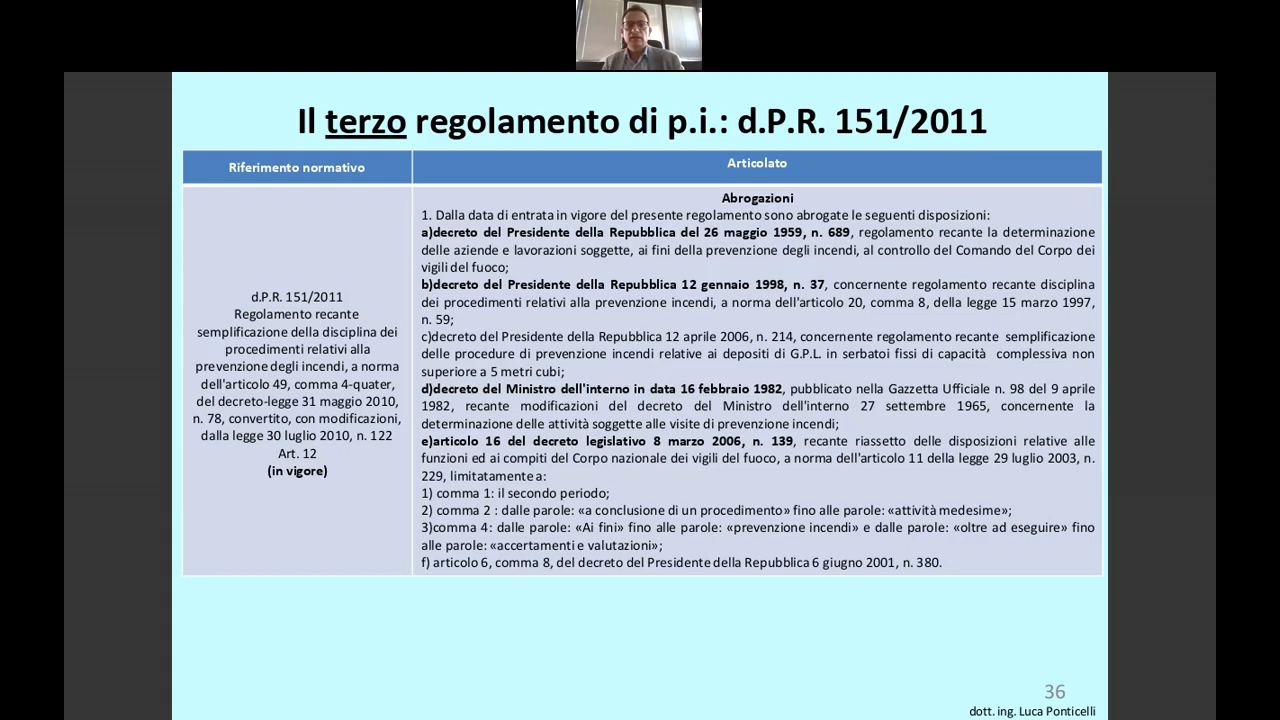 Il terzo regolamento di p.i.: d.P.R. 151/2011
Riferimento normativo
Articolato
d.P.R. 151/2011
Regolamento recante
semplificazione della disciplina dei
procedimenti relativi alla
prevenzione degli incendi, a norma
dell'articolo 49, comma 4-quater,
del decreto-legge 31 maggio 2010,
n. 78, convertito, con modificazioni,
dalla legge 30 luglio 2010, n. 122
Art. 12
(in vigore)
Abrogazioni
1. Dalla data di entrata in vigore del presente regolamento sono abrogate le seguenti disposizioni:
a)decreto del Presidente della Repubblica del 26 maggio 1959, n. 689, regolamento recante la determinazione
delle aziende e lavorazioni soggette, ai fini della prevenzione degli incendi, al controllo del Comando del Corpo dei
vigili del fuoco;
b)decreto del Presidente della Repubblica 12 gennaio 1998, n. 37, concernente regolamento recante disciplina
dei procedimenti relativi alla prevenzione incendi, a norma dell'articolo 20, comma 8, della legge 15 marzo 1997,
n. 59;
c)decreto del Presidente della Repubblica 12 aprile 2006, n. 214, concernente regolamento recante semplificazione
delle procedure di prevenzione incendi relative ai depositi di G.P.L. in serbatoi fissi di capacità complessiva non
superiore a 5 metri cubi;
d)decreto del Ministro dell'interno in data 16 febbraio 1982, pubblicato nella Gazzetta Ufficiale n. 98 del 9 aprile
1982, recante modificazioni del decreto del Ministro dell'interno 27 settembre 1965, concernente la
determinazione delle attività soggette alle visite di prevenzione incendi;
e)articolo 16 del decreto legislativo 8 marzo 2006, n. 139, recante riassetto delle disposizioni relative alle
funzioni ed ai compiti del Corpo nazionale dei vigili del fuoco, a norma dell'articolo 11 della legge 29 luglio 2003, n.
229, limitatamente a:
1) comma 1: il secondo periodo;
2) comma 2 : dalle parole: «a conclusione di un procedimento» fino alle parole: «attività medesime»;
3)comma 4: dalle parole: «Ai fini» fino alle parole: «prevenzione incendi» e dalle parole: «oltre ad eseguire» fino
alle parole: «accertamenti e valutazioni»;
f) articolo 6, comma 8, del decreto del Presidente della Repubblica 6 giugno 2001, n. 380.
36
dott. ing. Luca Ponticelli